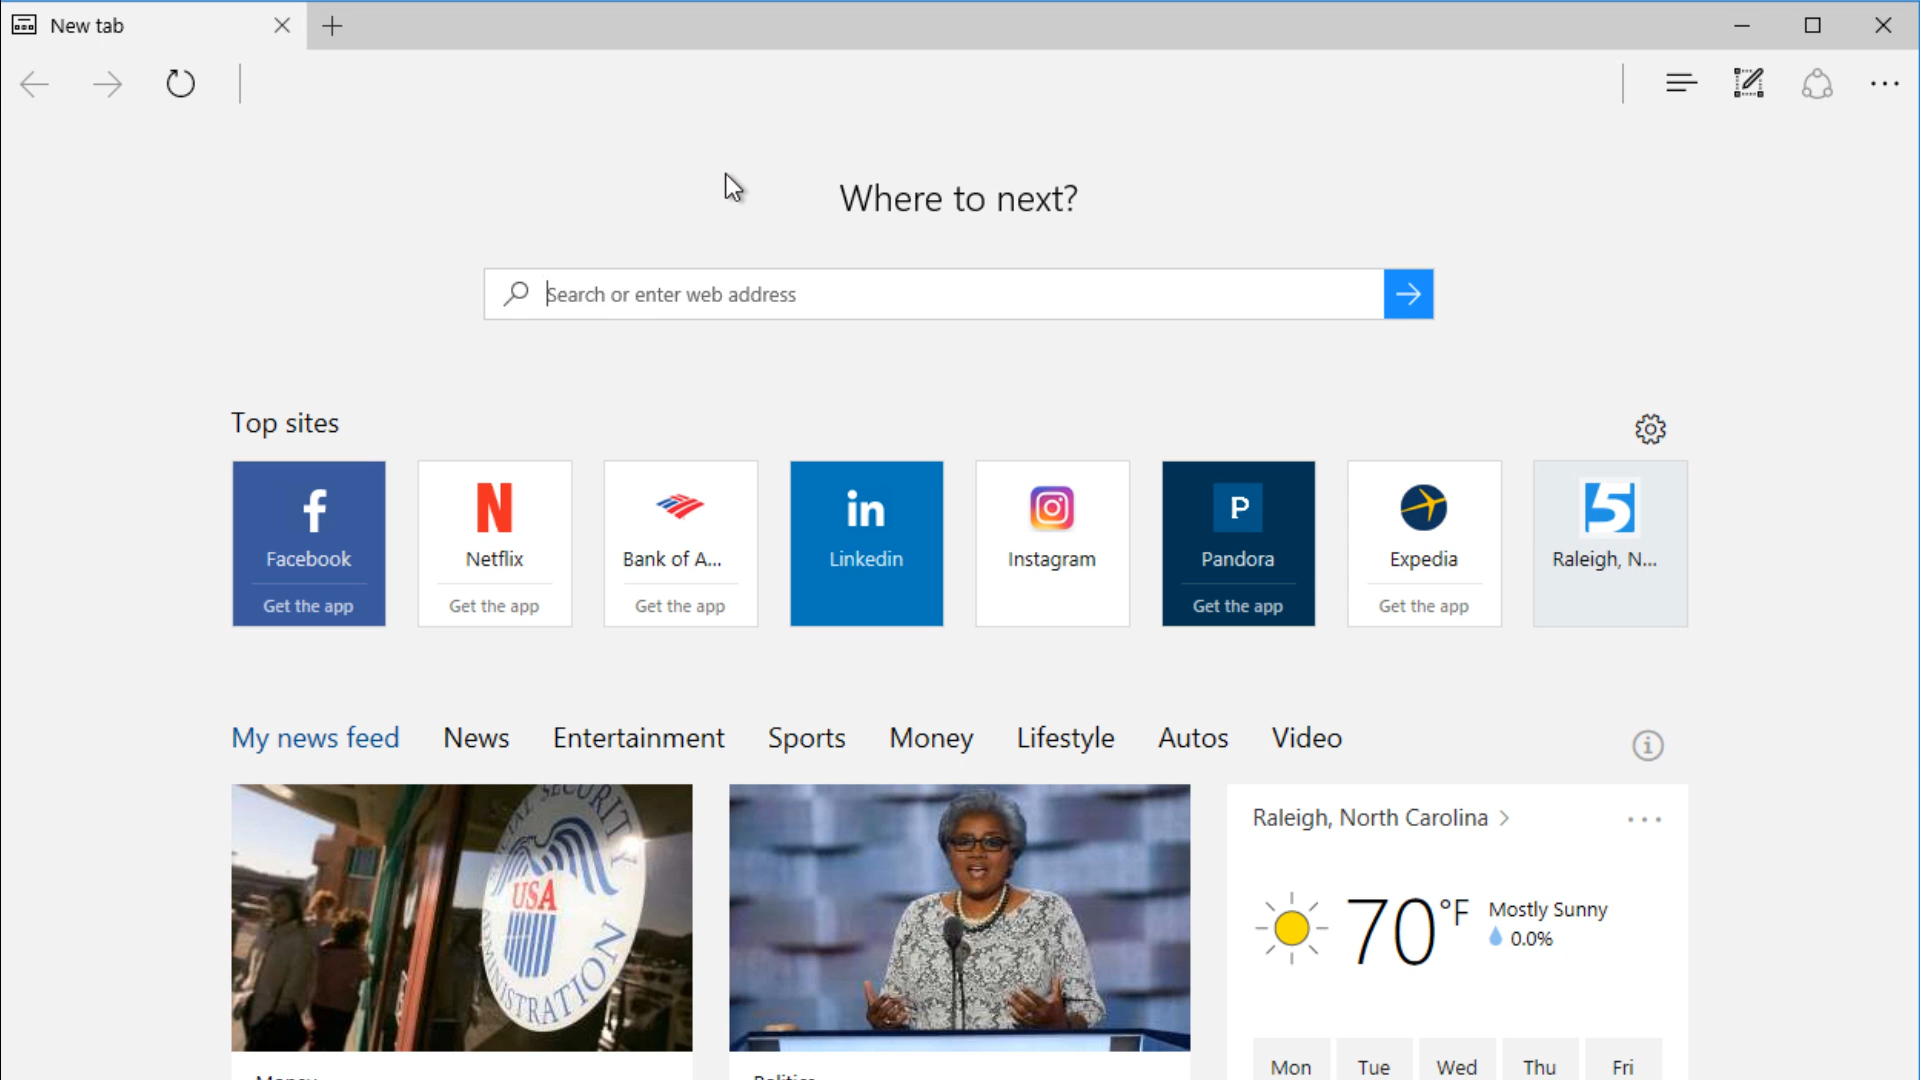 New tab
Where to next?
Search or enter web address
Top sites
Facebook
Get the app
Netflix
Get the app
Bank of A...
Get the app
in
Linkedin
Instagram
P
Pandora
Get the app
Expedia
Get the app
5
Raleigh, N...
My news feed News Entertainment Sports Money Lifestyle Autos Video
USA
Raleigh, North Carolina
70°F
Mostly Sunny
0.0%
Mon Tue Wed Thu Fri